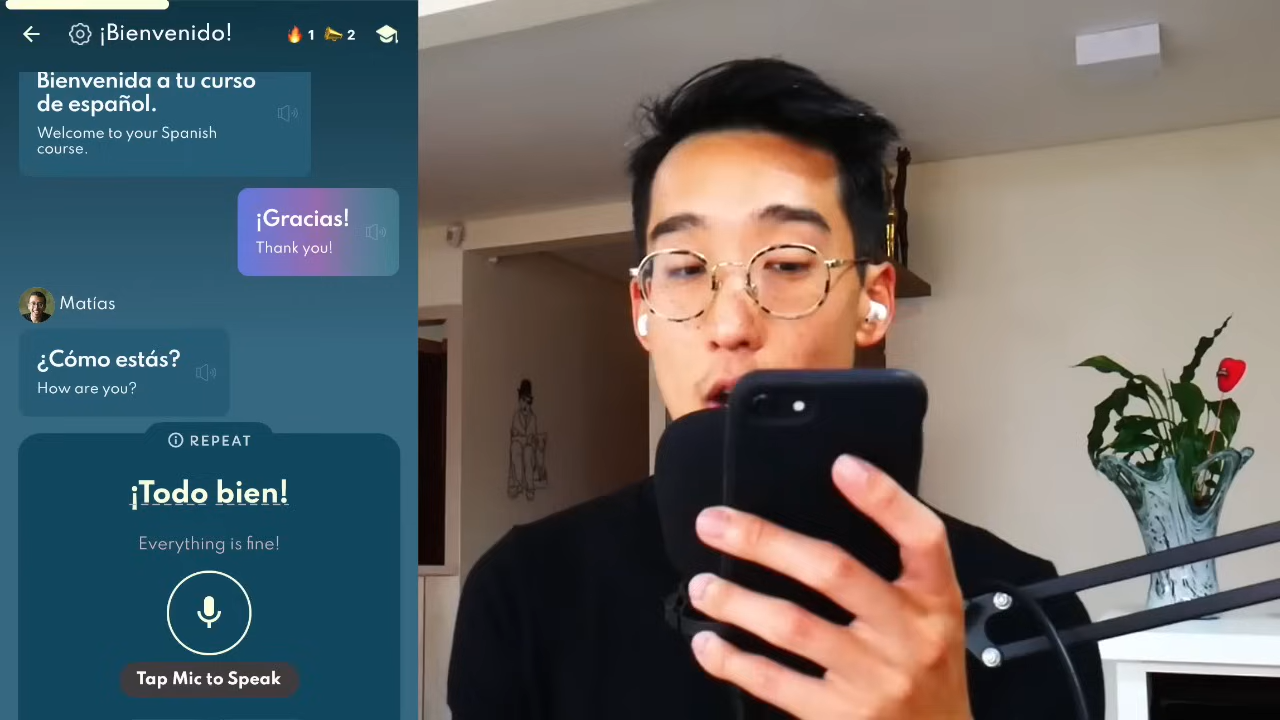 ¡Bienvenido!
1
2
Bienvenida a tu curso
de español.
Welcome to your Spanish
course.
¡Gracias!
Thank you!
Matías
¿Cómo estás?
How are you?
REPEAT
¡Todo bien!
Everything is fine!
Tap Mic to Speak